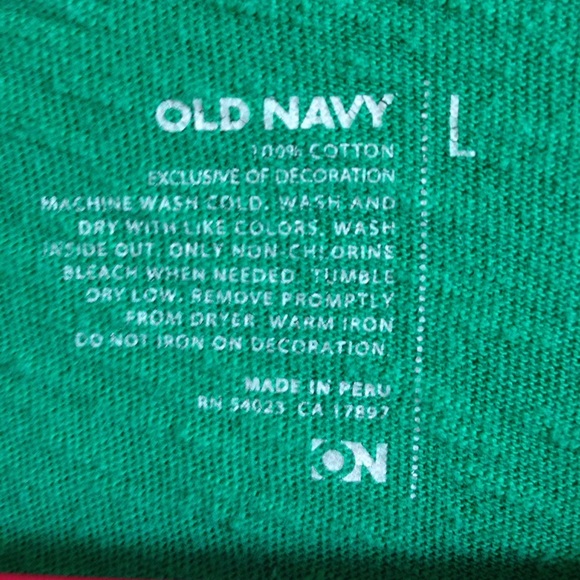 OLD NAVY
L
100% COTTON
EXCLUSIVE OF DECORATION
MACHINE WASH COLD. WASH AND
DRY WITH LIKE COLORS. WASH
INSIDE OUT. ONLY NON-CHLORINE
BLEACH WHEN NEEDED. TUMBLE
DRY LOW. REMOVE PROMPTLY
FROM DRYER. WARM IRON
DO NOT IRON ON DECORATION.
MADE IN PERU
RN 54023 CA 17897
ON